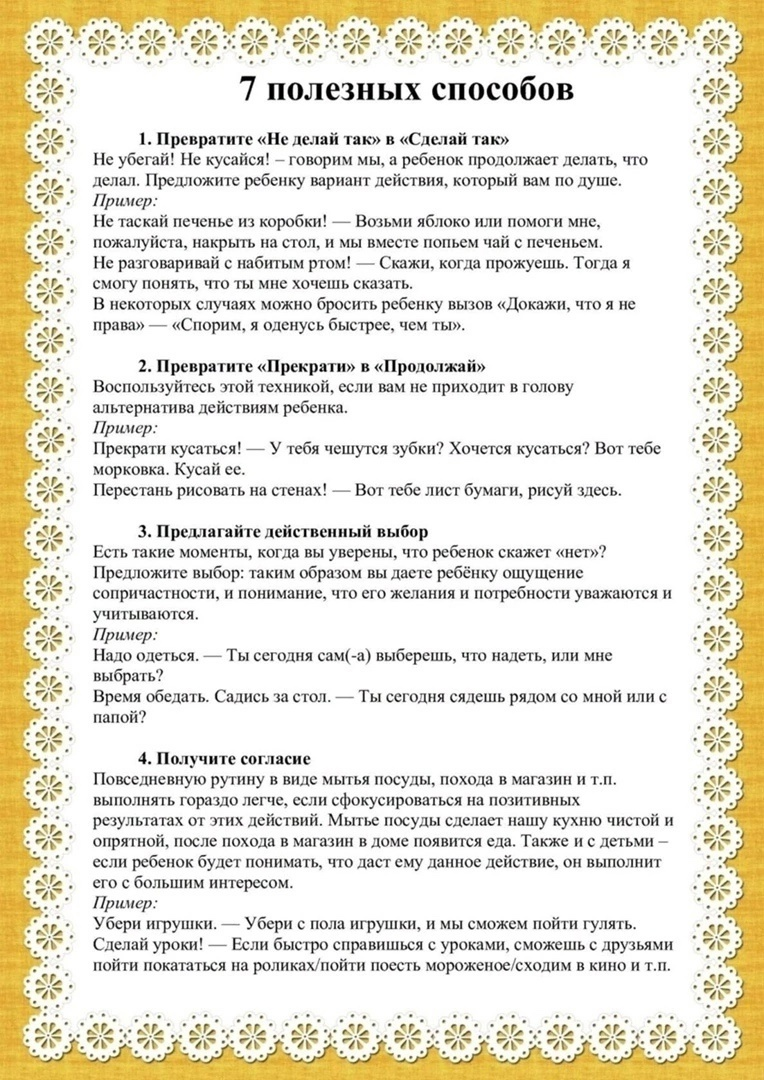 7 полезных способов
1. Превратите «Не делай так» в «Сделай так»
Не убегай! Не кусайся! – говорим мы, а ребенок продолжает делать, что
делал. Предложите ребенку вариант действия, который вам по душе.
Пример:
Не таскай печенье из коробки! — Возьми яблоко или помоги мне,
пожалуйста, накрыть на стол, и мы вместе попьем чай с печеньем.
Не разговаривай с набитым ртом! — Скажи, когда прожуешь. Тогда я
смогу понять, что ты мне хочешь сказать.
В некоторых случаях можно бросить ребенку вызов «Докажи, что я не
права» — «Спорим, я оденусь быстрее, чем ты».
2. Превратите «Прекрати» в «Продолжай»
Воспользуйтесь этой техникой, если вам не приходит в голову
альтернатива действиям ребенка.
Пример:
Прекрати кусаться! — У тебя чешутся зубки? Хочется кусаться? Вот тебе
морковка. Кусай ее.
Перестань рисовать на стенах! — Вот тебе лист бумаги, рисуй здесь.
3. Предлагайте действенный выбор
Есть такие моменты, когда вы уверены, что ребенок скажет «нет»?
Предложите выбор: таким образом вы даете ребёнку ощущение
сопричастности, и понимание, что его желания и потребности уважаются и
учитываются.
Пример:
Надо одеться. — Ты сегодня сам(-а) выберешь, что надеть, или мне
выбрать?
Время обедать. Садись за стол. — Ты сегодня сядешь рядом со мной или с
папой?
4. Получите согласие
Повседневную рутину в виде мытья посуды, похода в магазин и т.п.
выполнять гораздо легче, если сфокусироваться на позитивных
результатах от этих действий. Мытье посуды сделает нашу кухню чистой и
опрятной, после похода в магазин в доме появится еда. Также и с детьми –
если ребенок будет понимать, что даст ему данное действие, он выполнит
его с большим интересом.
Пример:
Убери игрушки. — Убери с пола игрушки, и мы сможем пойти гулять.
Сделай уроки! — Если быстро справишься с уроками, сможешь с друзьями
пойти покататься на роликах/пойти поесть мороженое/сходим в кино и т.п.